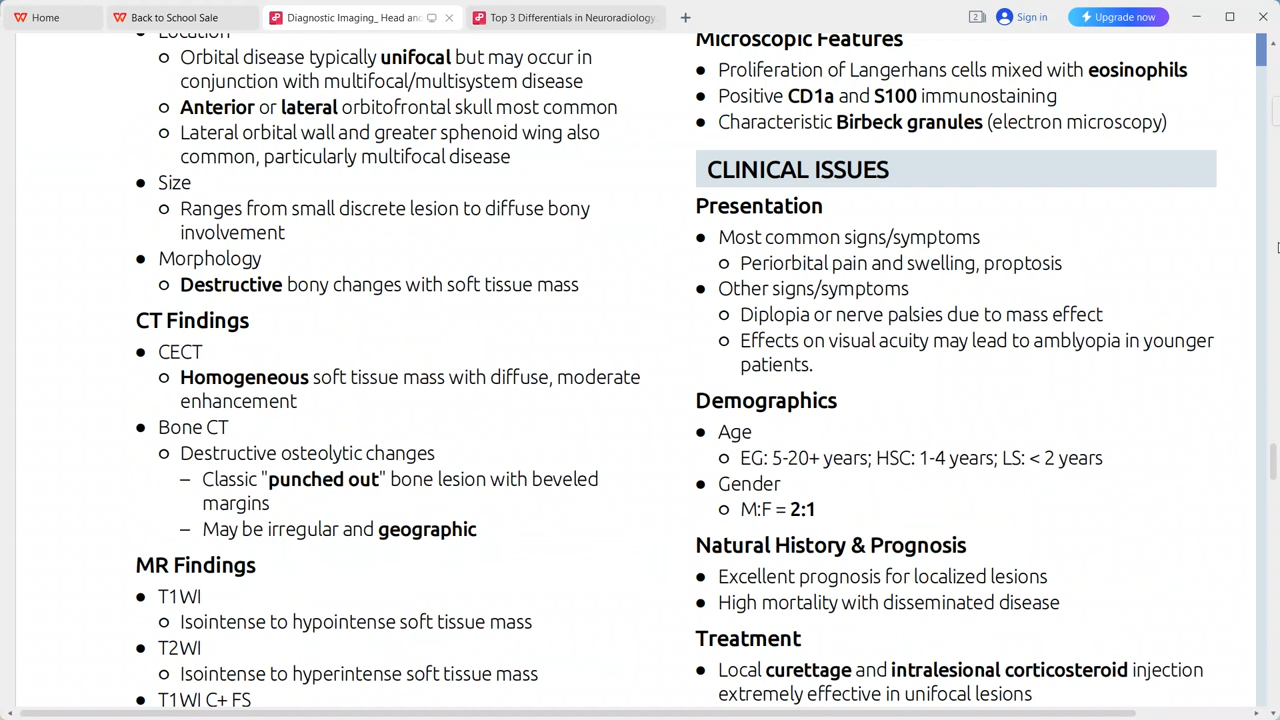 Home
Back to School Sale
Diagnostic Imaging_ Head and
Top 3 Differentials in Neuroradiology.
2
Sign in
Upgrade now
Location
Orbital disease typically unifocal but may occur in
conjunction with multifocal/multisystem disease
Anterior or lateral orbitofrontal skull most common
Lateral orbital wall and greater sphenoid wing also
common, particularly multifocal disease
Size
Ranges from small discrete lesion to diffuse bony
involvement
Morphology
Destructive bony changes with soft tissue mass
CT Findings
CECT
Homogeneous soft tissue mass with diffuse, moderate
enhancement
Bone CT
Destructive osteolytic changes
– Classic "punched out" bone lesion with beveled
margins
– May be irregular and geographic
MR Findings
T1WI
Isointense to hypointense soft tissue mass
T2WI
Isointense to hyperintense soft tissue mass
T1WI C+ FS
Microscopic Features
Proliferation of Langerhans cells mixed with eosinophils
Positive CD1a and S100 immunostaining
Characteristic Birbeck granules (electron microscopy)
CLINICAL ISSUES
Presentation
Most common signs/symptoms
Periorbital pain and swelling, proptosis
Other signs/symptoms
Diplopia or nerve palsies due to mass effect
Effects on visual acuity may lead to amblyopia in younger
patients.
Demographics
Age
EG: 5-20+ years; HSC: 1-4 years; LS: < 2 years
Gender
M:F = 2:1
Natural History & Prognosis
Excellent prognosis for localized lesions
High mortality with disseminated disease
Treatment
Local curettage and intralesional corticosteroid injection
extremely effective in unifocal lesions